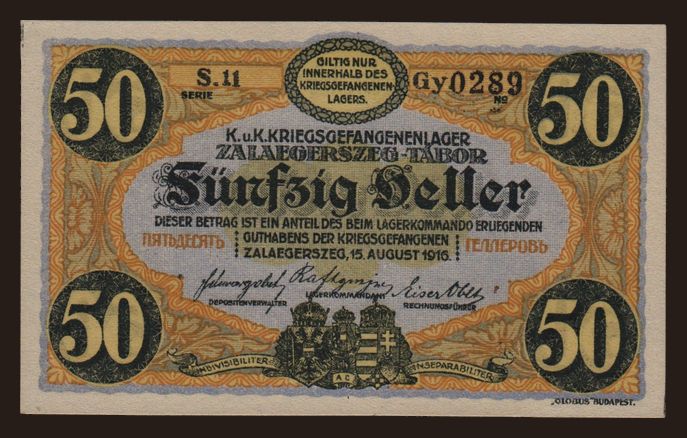 50
S.11
SERIE
GILTIG NUR
INNERHALB DES
KRIEGSGEFANGENEN-
LAGERS.
Gy0289
No
50
K.u.K.KRIEGSGEFANGENENLAGER
ZALAEGERSZEG-TÁBOR
Fünfzig Heller
DIESER BETRAG IST EIN ANTEIL DES BEIM LAGERKOMMANDO ERLIEGENDEN
ПЯТЬДЕСЯТЬ
GUTHABENS DER KRIEGSGEFANGENEN
ГЕЛЛЕРОВЪ
ZALAEGERSZEG, 15. AUGUST 1916.
DEPOSITENVERWALTER
LAGERKOMMANDANT
RECHNUNGSFÜHRER
50
INDIVISIBILITER
INSEPARABILITER
50
„GLOBUS" BUDAPEST.